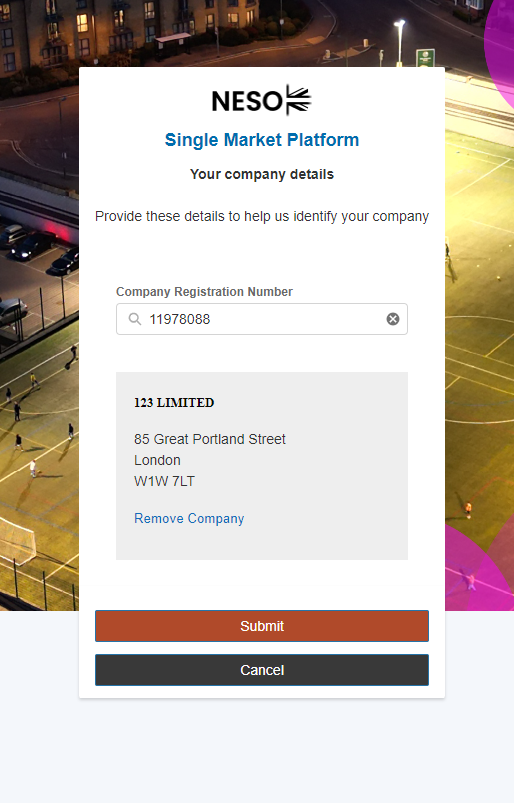 NESO
Single Market Platform
Your company details
Provide these details to help us identify your company
Company Registration Number
11978088
123 LIMITED
85 Great Portland Street
London
W1W 7LT
Remove Company
Submit
Cancel